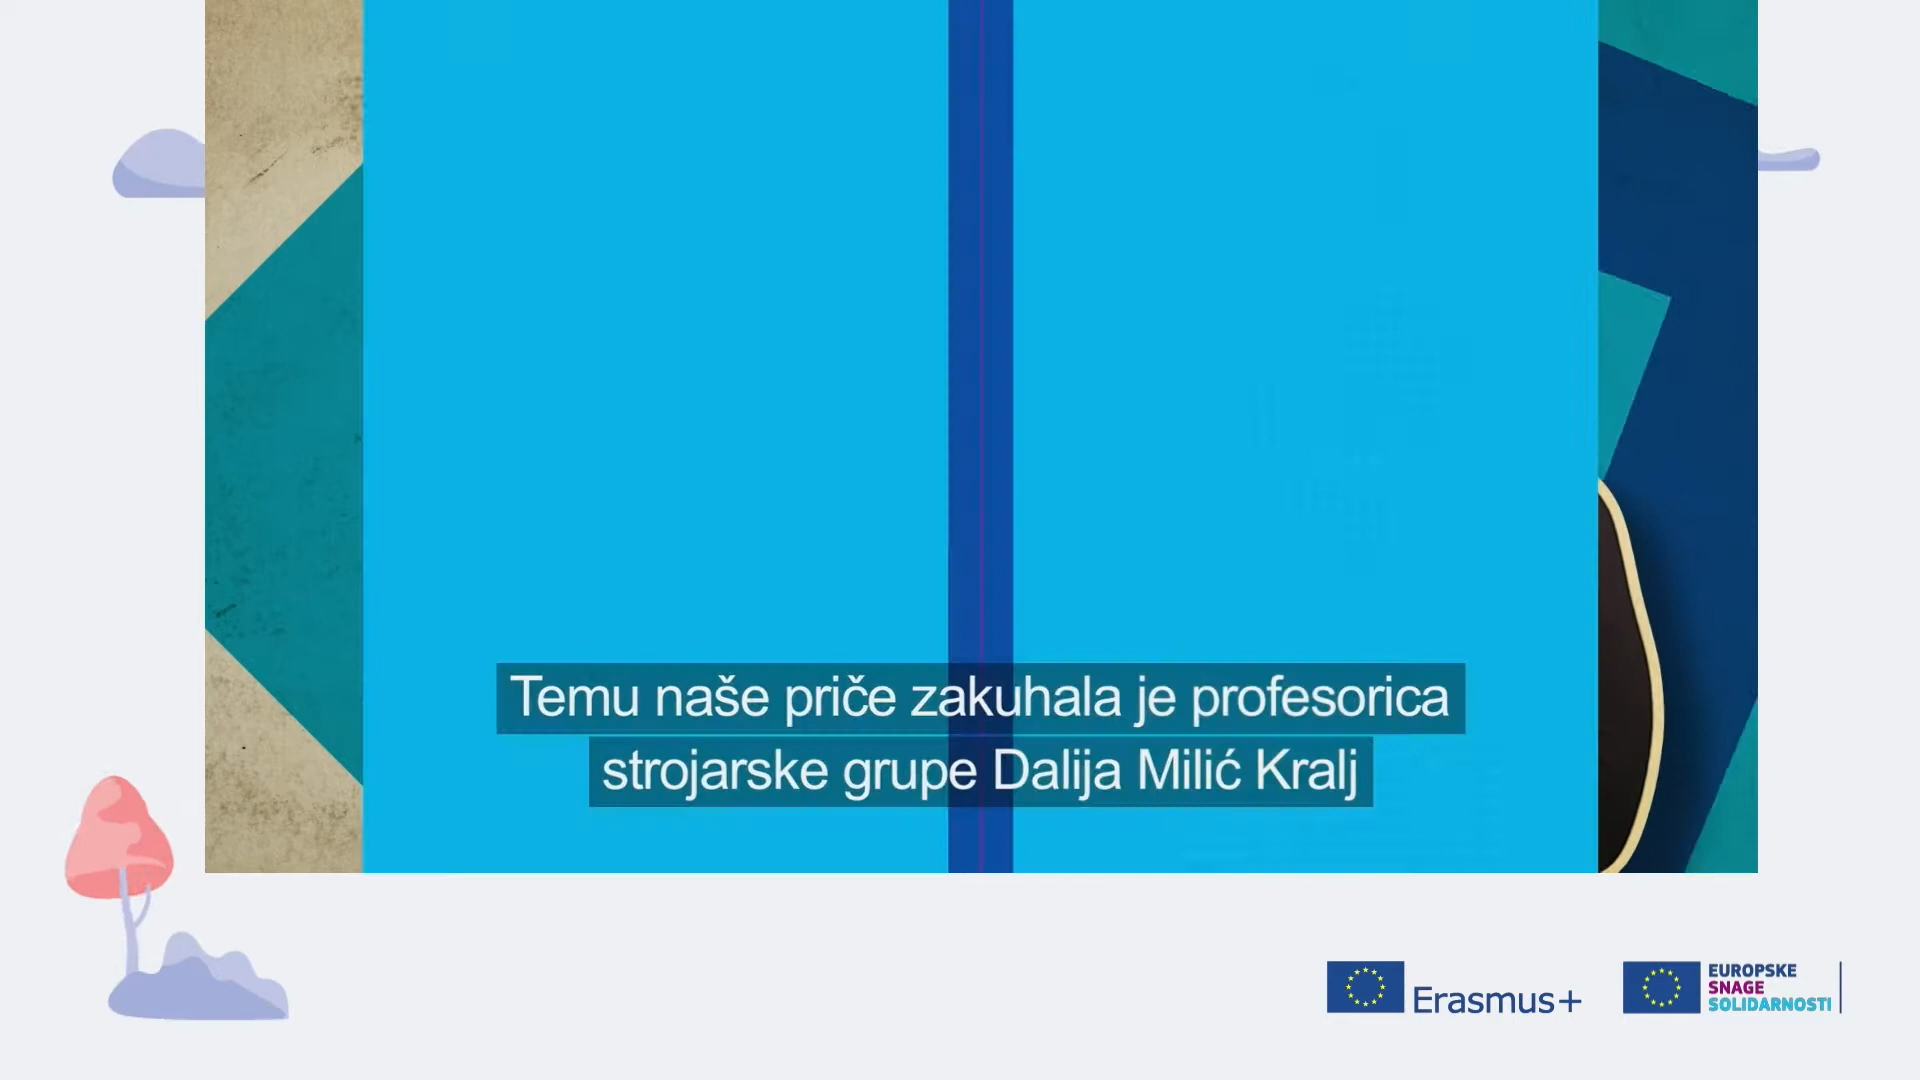 Temu naše priče zakuhala je profesorica
strojarske grupe Dalija Milić Kralj
Erasmus+
EUROPSKE
SNAGE
SOLIDARNOSTI